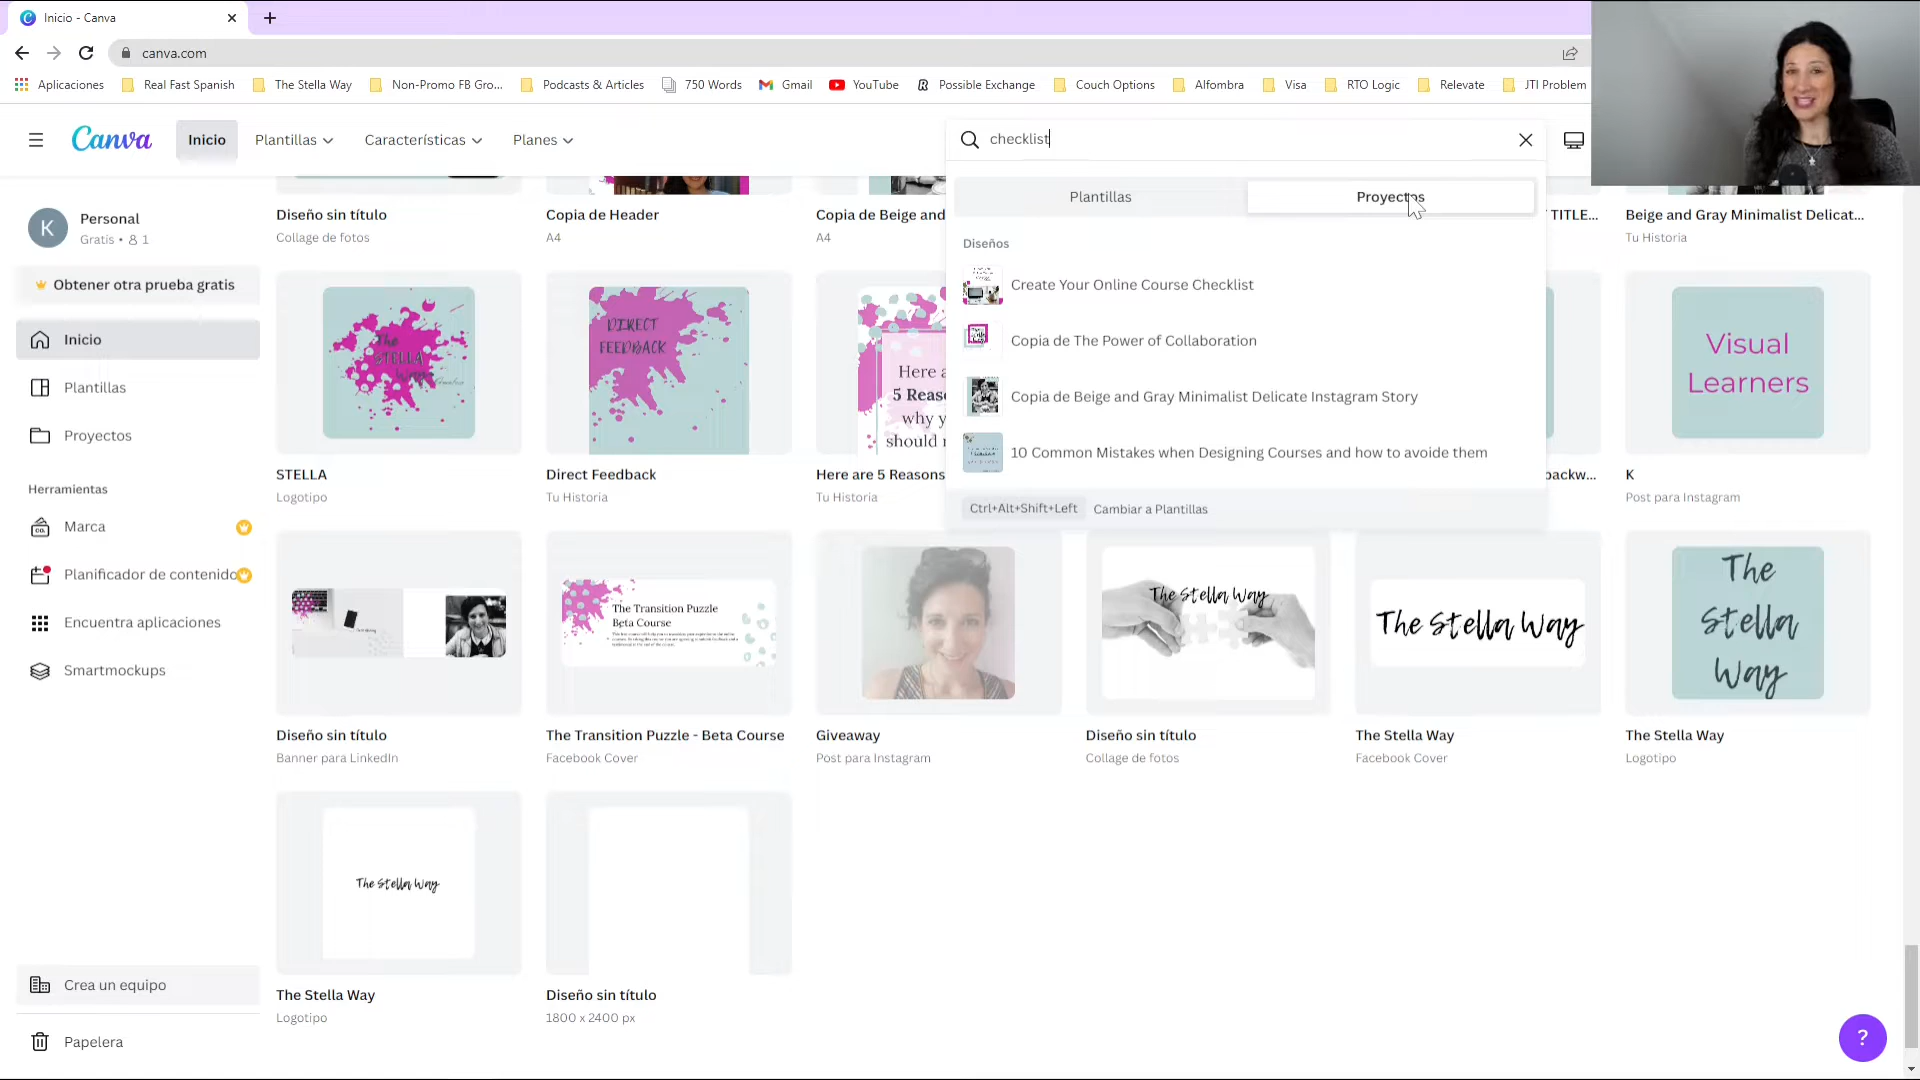 Inicio - Canva
canva.com
Aplicaciones
Real Fast Spanish
The Stella Way
Non-Promo FB Gro...
Podcasts & Articles
750 Words
Gmail
YouTube
Possible Exchange
Couch Options
Alfombra
Visa
RTO Logic
Relevate
JTI Problem
Canva
Inicio
Plantillas
Características
Planes
checklist
Plantillas
Proyectos
Diseños
Create Your Online Course Checklist
Copia de The Power of Collaboration
Copia de Beige and Gray Minimalist Delicate Instagram Story
10 Common Mistakes when Designing Courses and how to avoide them
Ctrl+Alt+Shift+Left
Cambiar a Plantillas
K
Personal
Gratis • 1
Obtener otra prueba gratis
Inicio
Plantillas
Proyectos
Herramientas
Marca
Planificador de contenido
Encuentra aplicaciones
Smartmockups
Crea un equipo
Papelera
Diseño sin título
Collage de fotos
Copia de Header
A4
Copia de Beige and
A4
TITLE...
Beige and Gray Minimalist Delicat...
Tu Historia
The
STELLA
Way
STELLA
Logotipo
DIRECT
FEEDBACK
Direct Feedback
Tu Historia
Here a
5 Reas
why y
should
Here are 5 Reasons
Tu Historia
backw...
Visual
Learners
K
Post para Instagram
Diseño sin título
Banner para LinkedIn
The Transition Puzzle
Beta Course
The Transition Puzzle - Beta Course
Facebook Cover
Giveaway
Post para Instagram
The Stella Way
Diseño sin título
Collage de fotos
The Stella Way
The Stella Way
Facebook Cover
The
Stella
Way
The Stella Way
Logotipo
The Stella Way
The Stella Way
Logotipo
Diseño sin título
1800 x 2400 px
?